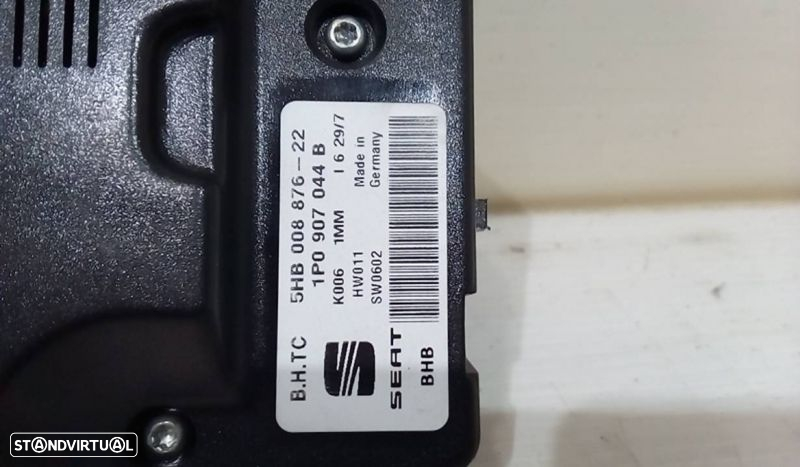 B.H.TC 5HB 008 876-22
1P0 907 044 B
K006 1MM I 6 29/7
HW011 Made in
SW0602 Germany
SEAT
BHB
STANDVIRTUAL